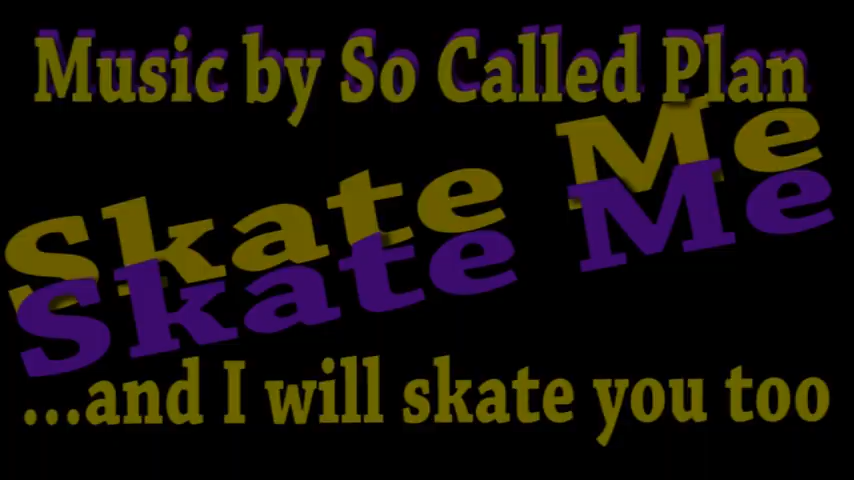 Music by So Called Plan
Skate Me
Skate Me
...and I will skate you too